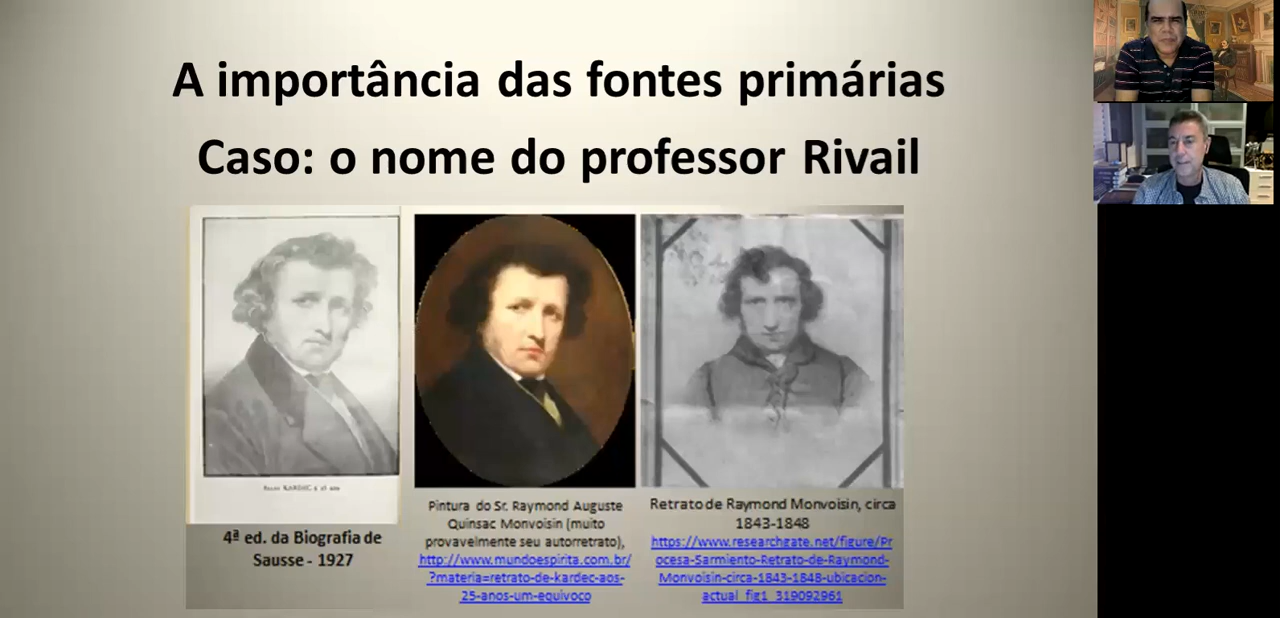 A importância das fontes primárias
Caso: o nome do professor Rivail
4ª ed. da Biografia de
Sausse - 1927
Pintura do Sr. Raymond Auguste
Quinsac Monvoisin (muito
provavelmente seu autorretrato),
http://www.mundoespirita.com.br/
?materia=retrato-de-kardec-aos-
25-anos-um-equivoco
Retrato de Raymond Monvoisin, circa
1843-1848
https://www.researchgate.net/figure/Pr
ocesa-Sarmiento-Retrato-de-Raymond-
Monvoisin-circa-1843-1848-ubicacion-
actual_fig1_319092961